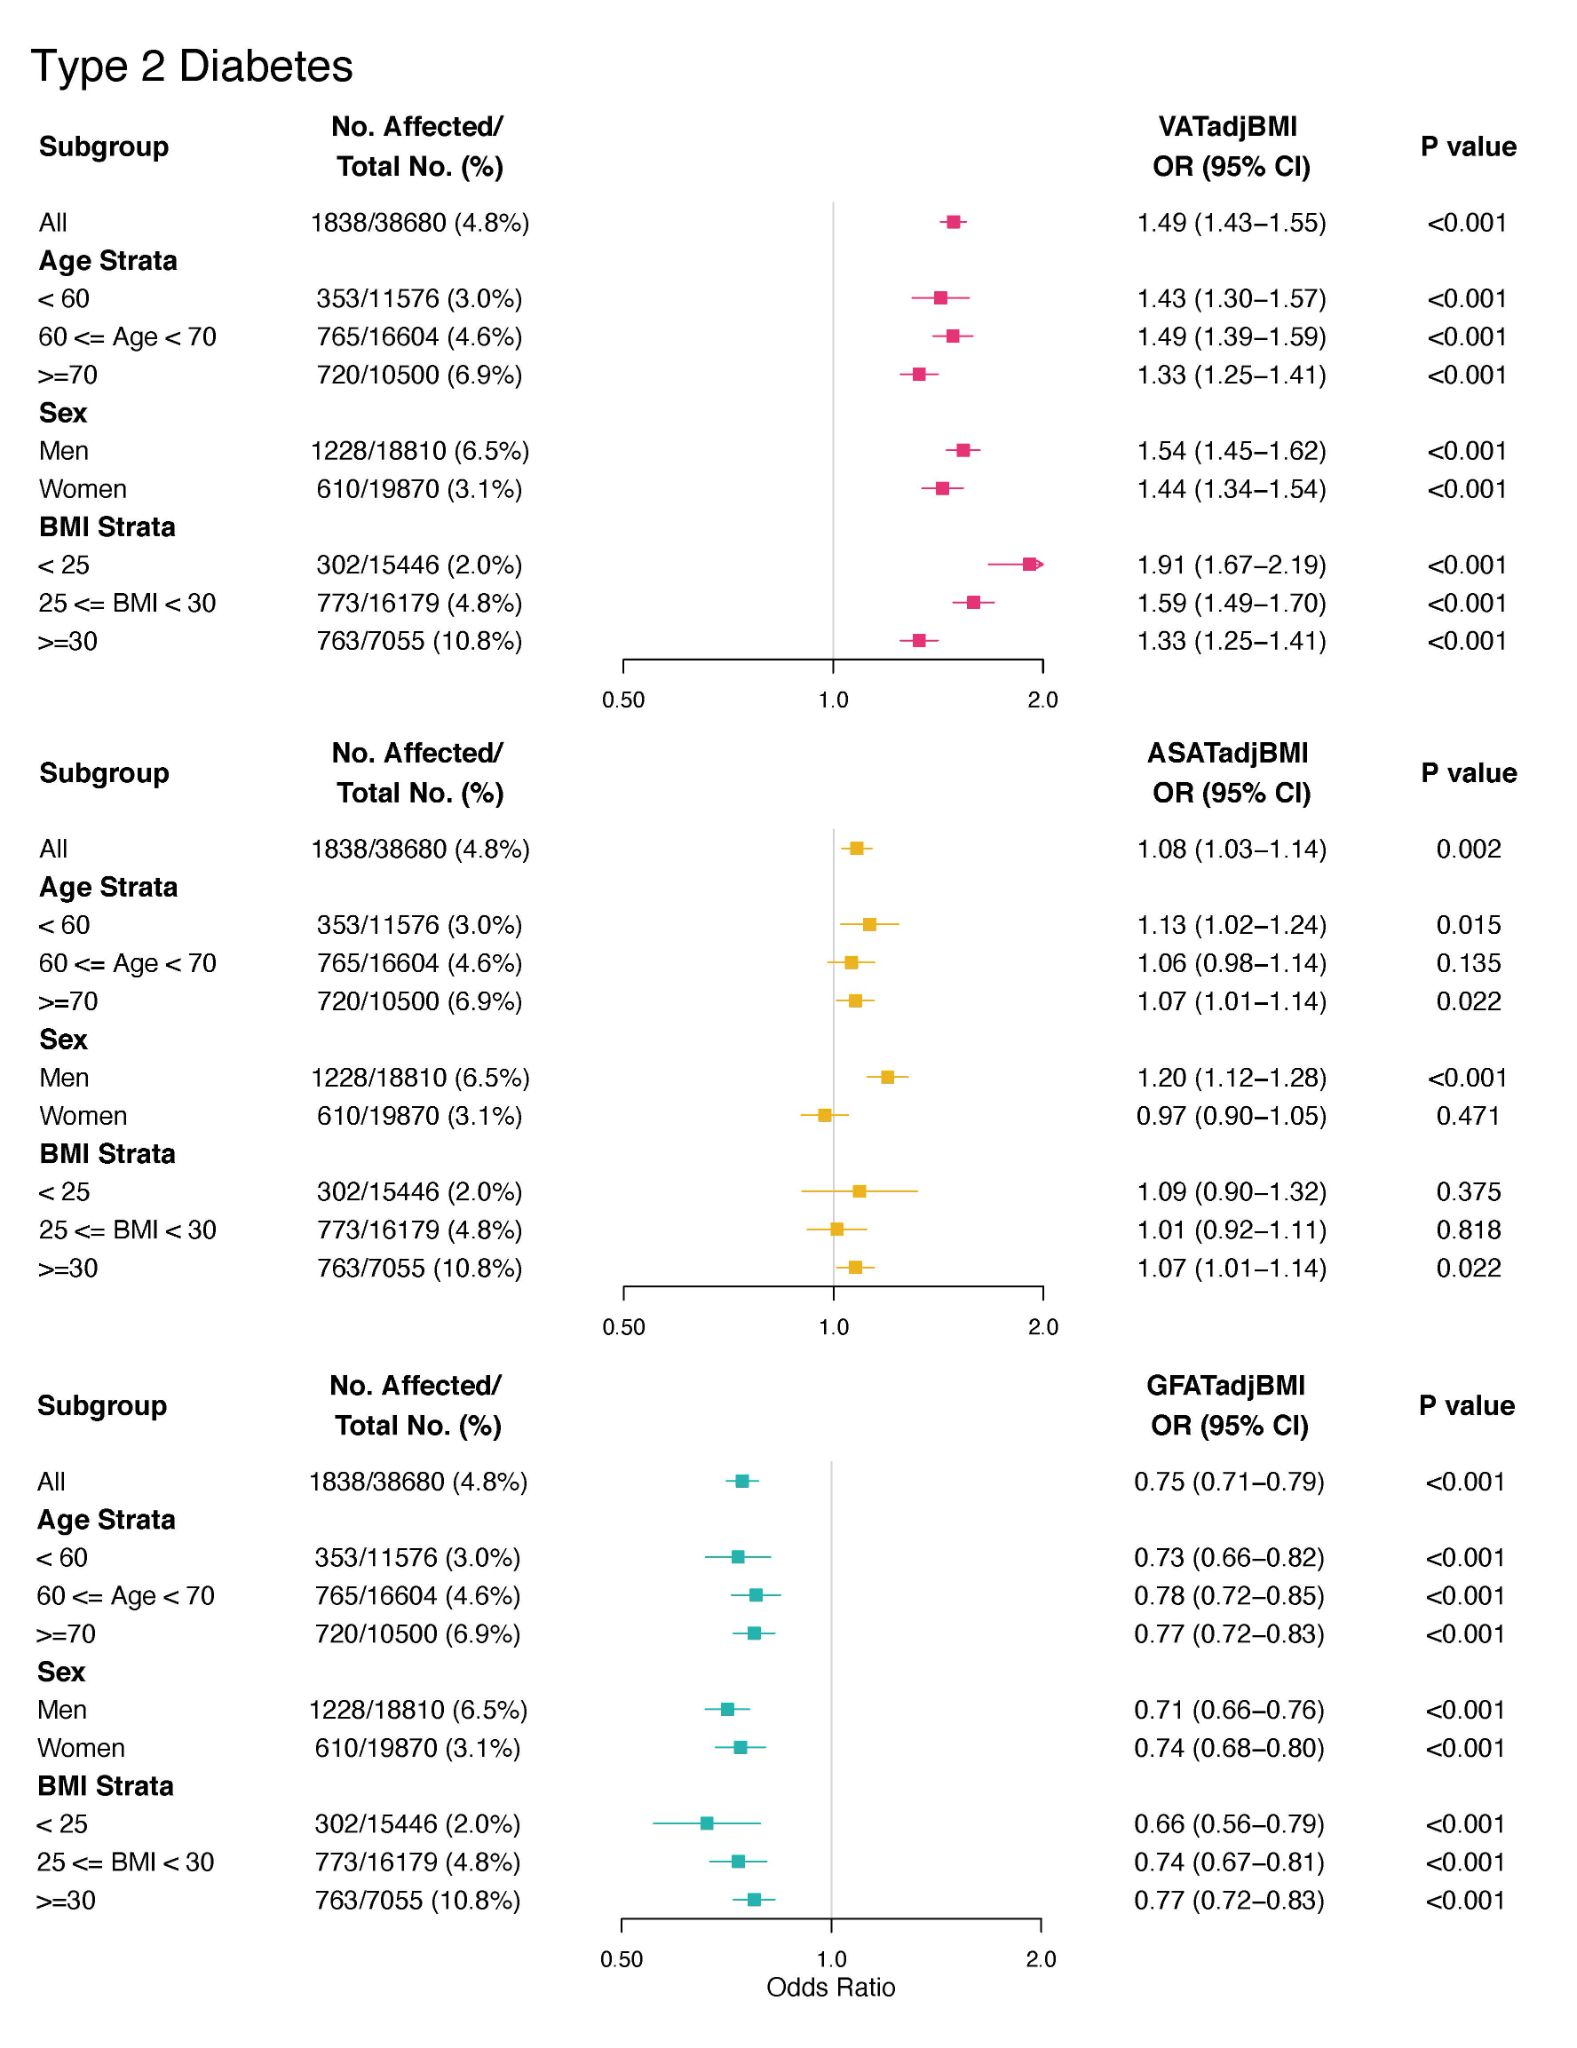 Type 2 Diabetes
Subgroup No. Affected/ Total No. (%) VATadjBMI OR (95% CI) P value
All 1838/38680 (4.8%) 1.49 (1.43–1.55) <0.001
Age Strata
< 60 353/11576 (3.0%) 1.43 (1.30–1.57) <0.001
60 <= Age < 70 765/16604 (4.6%) 1.49 (1.39–1.59) <0.001
>=70 720/10500 (6.9%) 1.33 (1.25–1.41) <0.001
Sex
Men 1228/18810 (6.5%) 1.54 (1.45–1.62) <0.001
Women 610/19870 (3.1%) 1.44 (1.34–1.54) <0.001
BMI Strata
< 25 302/15446 (2.0%) 1.91 (1.67–2.19) <0.001
25 <= BMI < 30 773/16179 (4.8%) 1.59 (1.49–1.70) <0.001
>=30 763/7055 (10.8%) 1.33 (1.25–1.41) <0.001
0.50 1.0 2.0
Subgroup No. Affected/ Total No. (%) ASATadjBMI OR (95% CI) P value
All 1838/38680 (4.8%) 1.08 (1.03–1.14) 0.002
Age Strata
< 60 353/11576 (3.0%) 1.13 (1.02–1.24) 0.015
60 <= Age < 70 765/16604 (4.6%) 1.06 (0.98–1.14) 0.135
>=70 720/10500 (6.9%) 1.07 (1.01–1.14) 0.022
Sex
Men 1228/18810 (6.5%) 1.20 (1.12–1.28) <0.001
Women 610/19870 (3.1%) 0.97 (0.90–1.05) 0.471
BMI Strata
< 25 302/15446 (2.0%) 1.09 (0.90–1.32) 0.375
25 <= BMI < 30 773/16179 (4.8%) 1.01 (0.92–1.11) 0.818
>=30 763/7055 (10.8%) 1.07 (1.01–1.14) 0.022
0.50 1.0 2.0
Subgroup No. Affected/ Total No. (%) GFATadjBMI OR (95% CI) P value
All 1838/38680 (4.8%) 0.75 (0.71–0.79) <0.001
Age Strata
< 60 353/11576 (3.0%) 0.73 (0.66–0.82) <0.001
60 <= Age < 70 765/16604 (4.6%) 0.78 (0.72–0.85) <0.001
>=70 720/10500 (6.9%) 0.77 (0.72–0.83) <0.001
Sex
Men 1228/18810 (6.5%) 0.71 (0.66–0.76) <0.001
Women 610/19870 (3.1%) 0.74 (0.68–0.80) <0.001
BMI Strata
< 25 302/15446 (2.0%) 0.66 (0.56–0.79) <0.001
25 <= BMI < 30 773/16179 (4.8%) 0.74 (0.67–0.81) <0.001
>=30 763/7055 (10.8%) 0.77 (0.72–0.83) <0.001
0.50 1.0 2.0
Odds Ratio